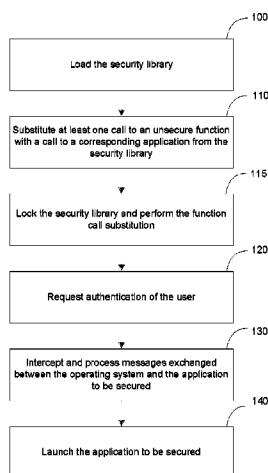 100
Load the security library
110
Substitute at least one call to an unsecure function
with a call to a corresponding application from the
security library
115
Lock the security library and perform the function
call substitution
120
Request authentication of the user
130
Intercept and process messages exchanged
between the operating system and the application
to be secured
140
Launch the application to be secured